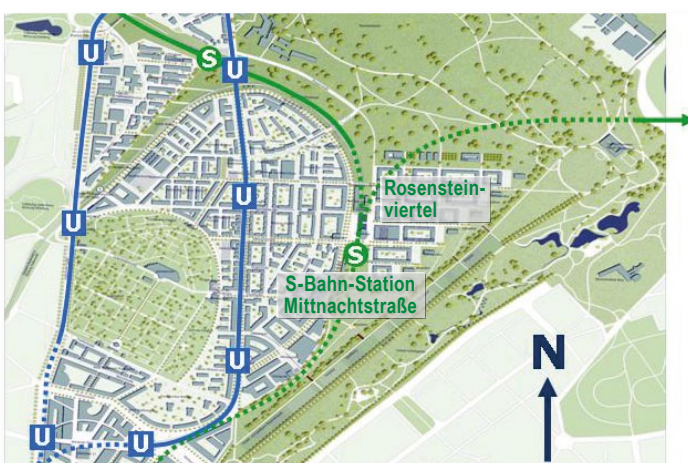 S
U
U
Rosenstein-
viertel
U
U
S
S-Bahn-Station
Mittnachtstraße
N
U
U
U